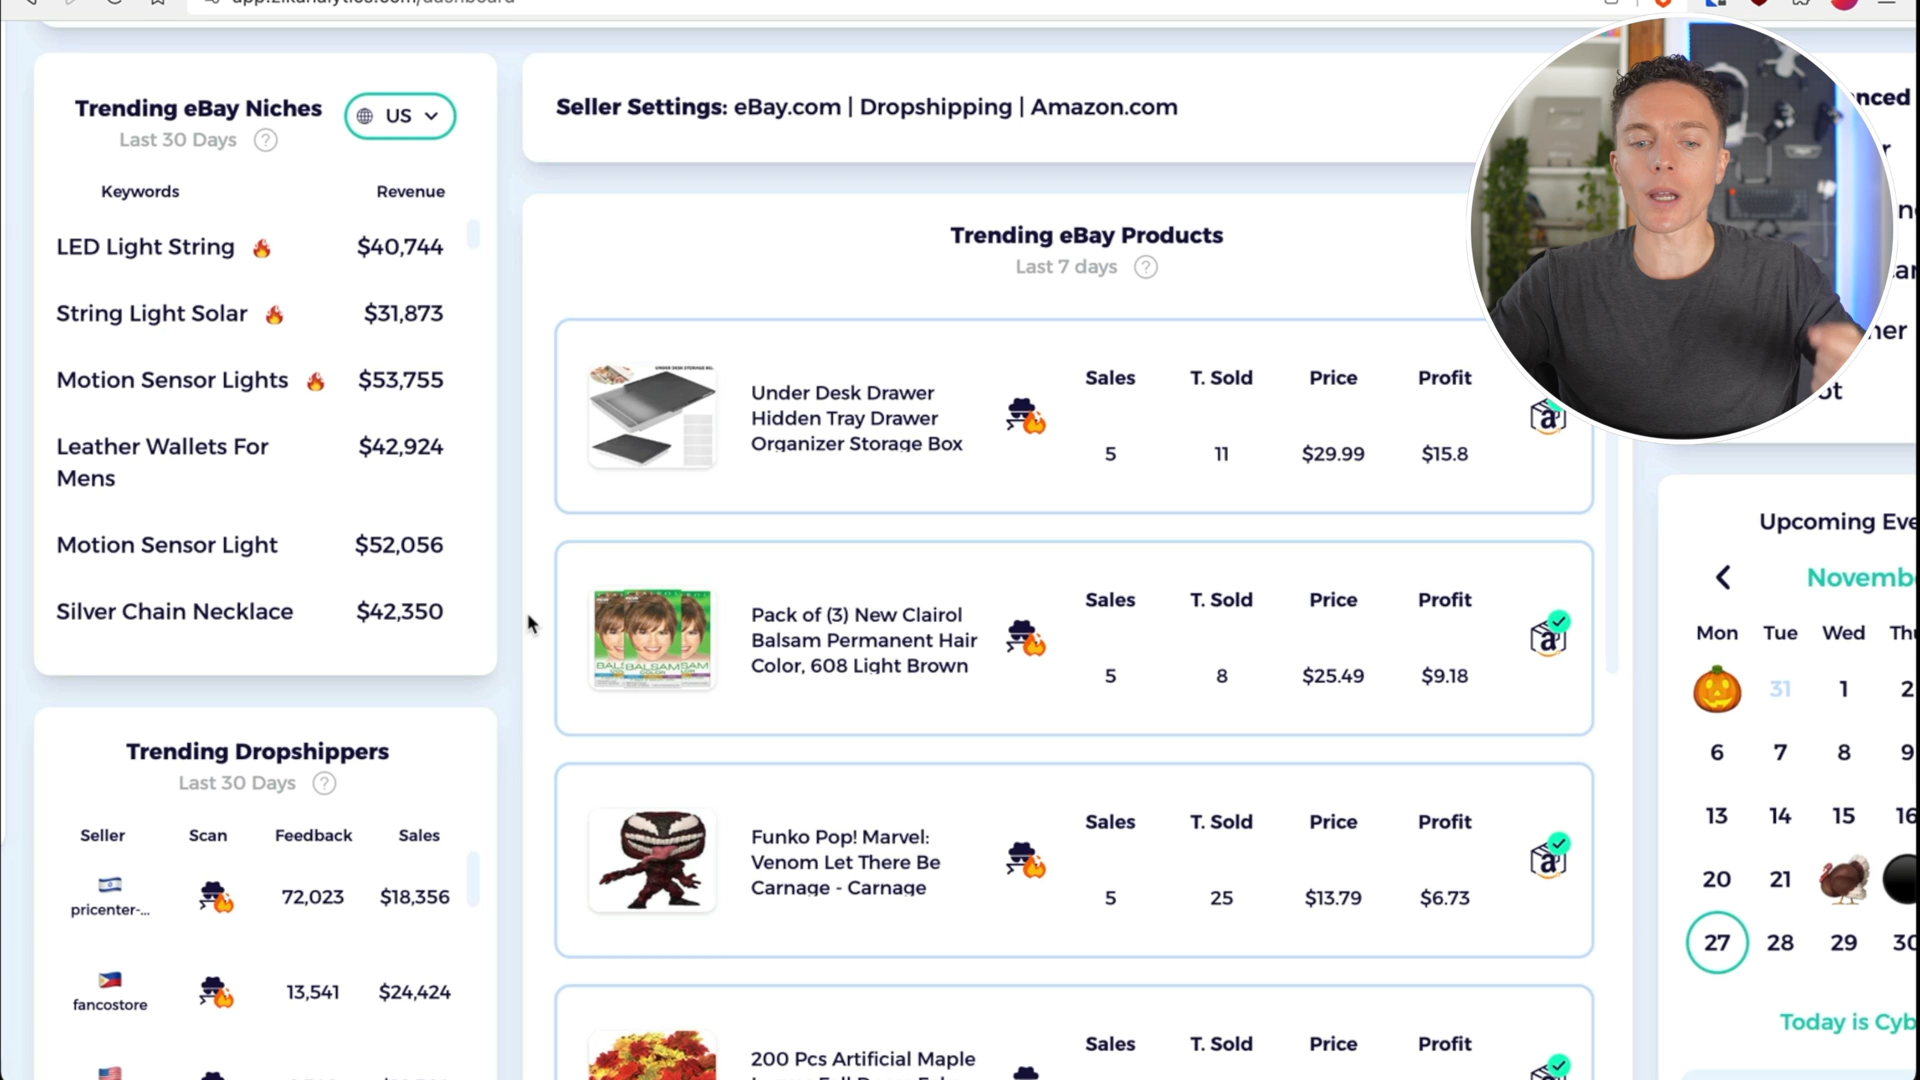 app.zikanalytics.com/dashboard
Trending eBay Niches
US
Last 30 Days ?
Keywords Revenue
LED Light String $40,744
String Light Solar $31,873
Motion Sensor Lights $53,755
Leather Wallets For
Mens
$42,924
Motion Sensor Light $52,056
Silver Chain Necklace $42,350
Trending Dropshippers
Last 30 Days ?
Seller Scan Feedback Sales
pricenter-... 72,023 $18,356
fancostore 13,541 $24,424
Seller Settings: eBay.com | Dropshipping | Amazon.com
Trending eBay Products
Last 7 days ?
Under Desk Drawer
Hidden Tray Drawer
Organizer Storage Box
Sales T. Sold Price Profit
5 11 $29.99 $15.8
Pack of (3) New Clairol
Balsam Permanent Hair
Color, 608 Light Brown
Sales T. Sold Price Profit
5 8 $25.49 $9.18
Funko Pop! Marvel:
Venom Let There Be
Carnage - Carnage
Sales T. Sold Price Profit
5 25 $13.79 $6.73
200 Pcs Artificial Maple
Sales T. Sold Price Profit
Upcoming Eve
Novemb
Mon Tue Wed Thu
31 1 2
6 7 8 9
13 14 15 16
20 21
27 28 29 30
Today is Cyb